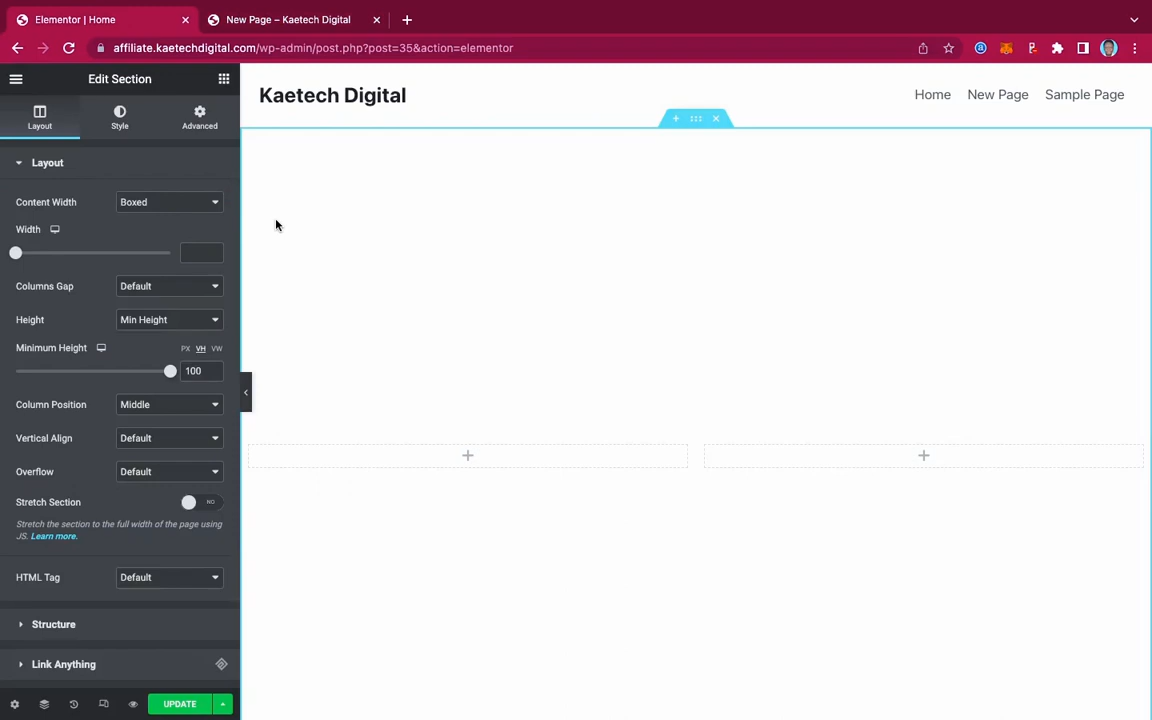 Elementor | Home
New Page – Kaetech Digital
affiliate.kaetechdigital.com/wp-admin/post.php?post=35&action=elementor
Edit Section
Kaetech Digital
Home
New Page
Sample Page
Layout
Style
Advanced
Layout
Content Width
Boxed
Width
Columns Gap
Default
Height
Min Height
Minimum Height
PX VH VW
100
Column Position
Middle
Vertical Align
Default
Overflow
Default
Stretch Section
NO
Stretch the section to the full width of the page using
JS. Learn more.
HTML Tag
Default
Structure
Link Anything
UPDATE